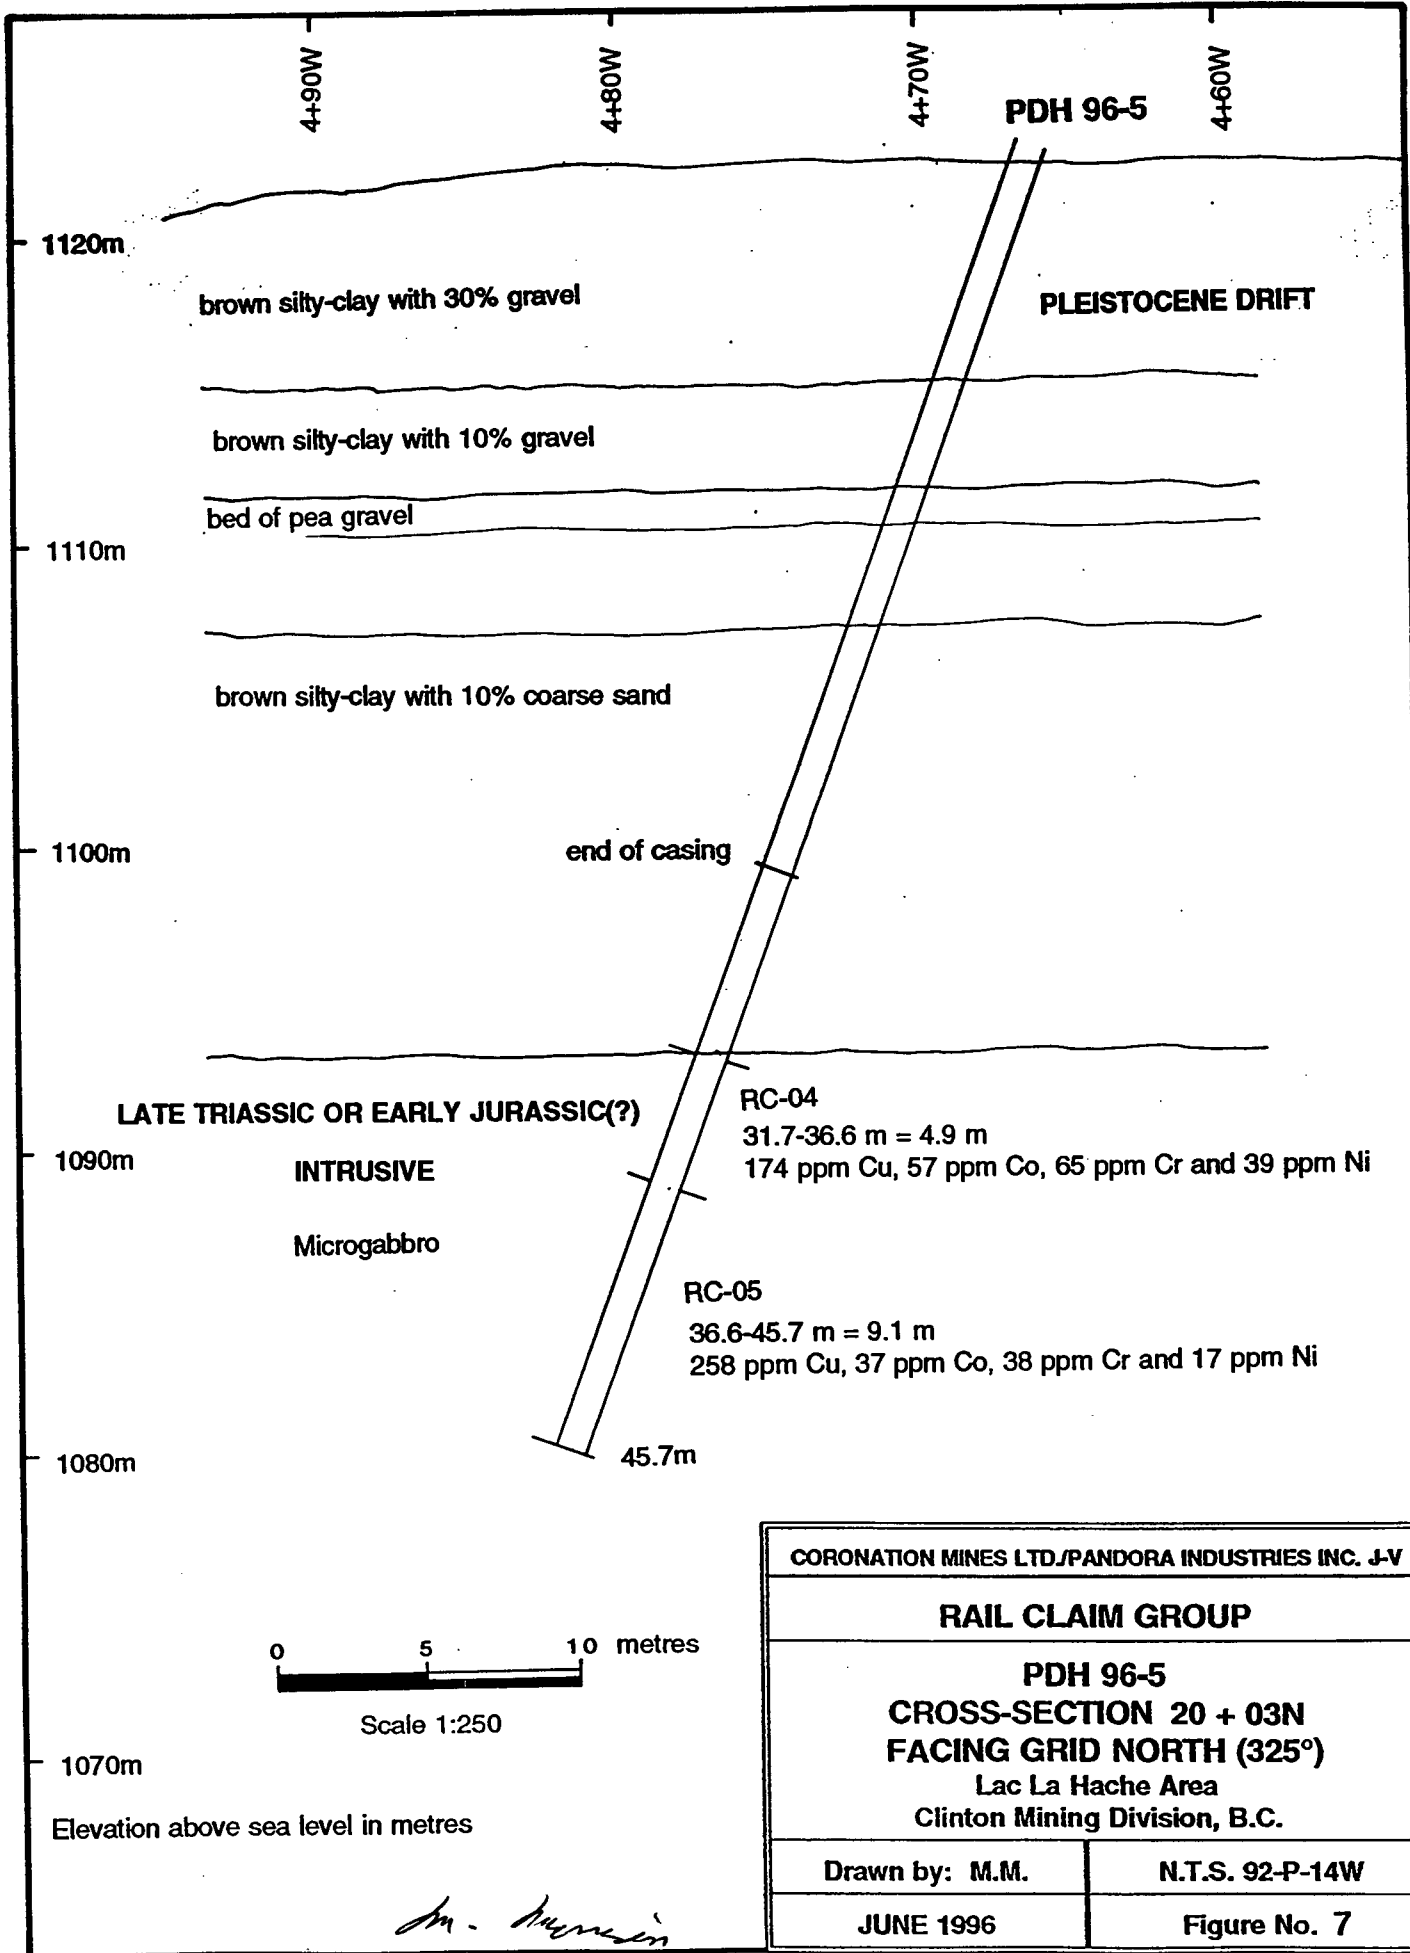 4+90W
4+80W
4+70W
4+60W
PDH 96-5
1120m
brown silty-clay with 30% gravel
PLEISTOCENE DRIFT
brown silty-clay with 10% gravel
bed of pea gravel
1110m
brown silty-clay with 10% coarse sand
end of casing
1100m
RC-04
31.7-36.6 m = 4.9 m
174 ppm Cu, 57 ppm Co, 65 ppm Cr and 39 ppm Ni
LATE TRIASSIC OR EARLY JURASSIC(?)
1090m
INTRUSIVE
Microgabbro
RC-05
36.6-45.7 m = 9.1 m
258 ppm Cu, 37 ppm Co, 38 ppm Cr and 17 ppm Ni
45.7m
1080m
0 5 10 metres
Scale 1:250
1070m
Elevation above sea level in metres
CORONATION MINES LTD./PANDORA INDUSTRIES INC. J-V
RAIL CLAIM GROUP
PDH 96-5
CROSS-SECTION 20 + 03N
FACING GRID NORTH (325°)
Lac La Hache Area
Clinton Mining Division, B.C.
Drawn by: M.M.
N.T.S. 92-P-14W
JUNE 1996
Figure No. 7